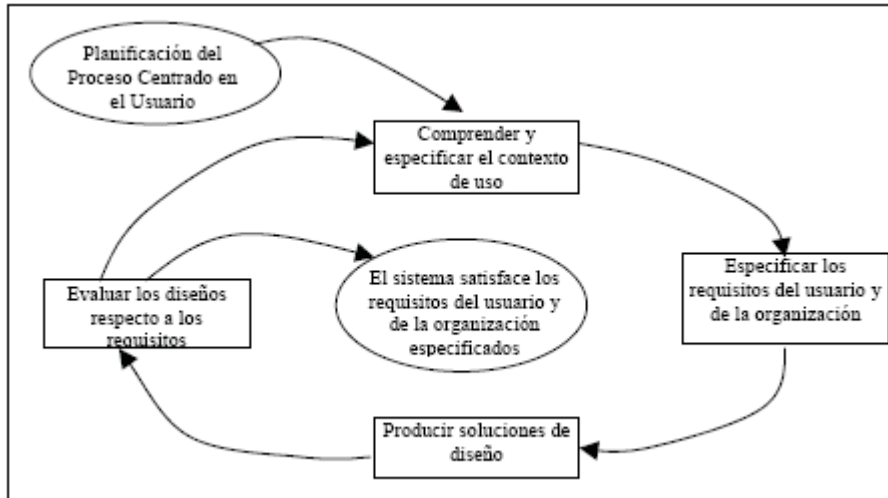 Planificación del
Proceso Centrado en
el Usuario
Comprender y
especificar el contexto
de uso
Especificar los
requisitos del usuario y
de la organización
Producir soluciones de
diseño
Evaluar los diseños
respecto a los
requisitos
El sistema satisface los
requisitos del usuario y
de la organización
especificados